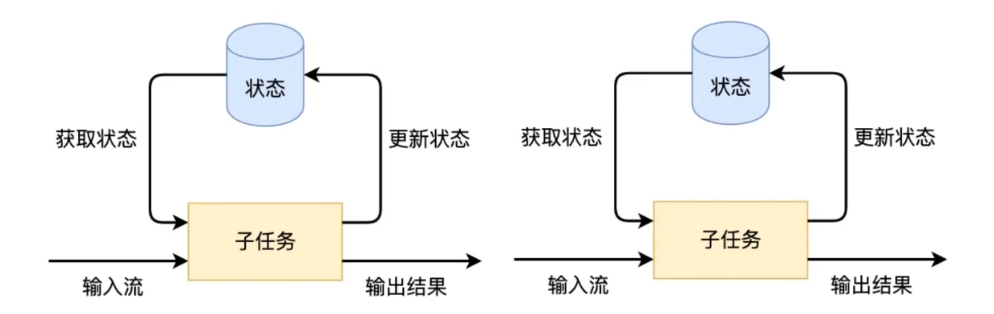 状态
获取状态
更新状态
子任务
输入流
输出结果
状态
获取状态
更新状态
子任务
输入流
输出结果